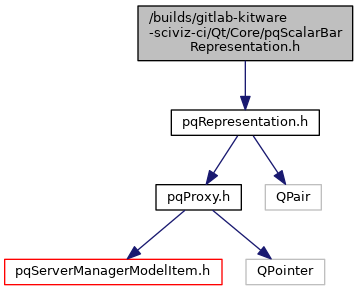 /builds/gitlab-kitware
-sciviz-ci/Qt/Core/pqScalarBar
Representation.h
pqRepresentation.h
pqProxy.h
QPair
pqServerManagerModelItem.h
QPointer